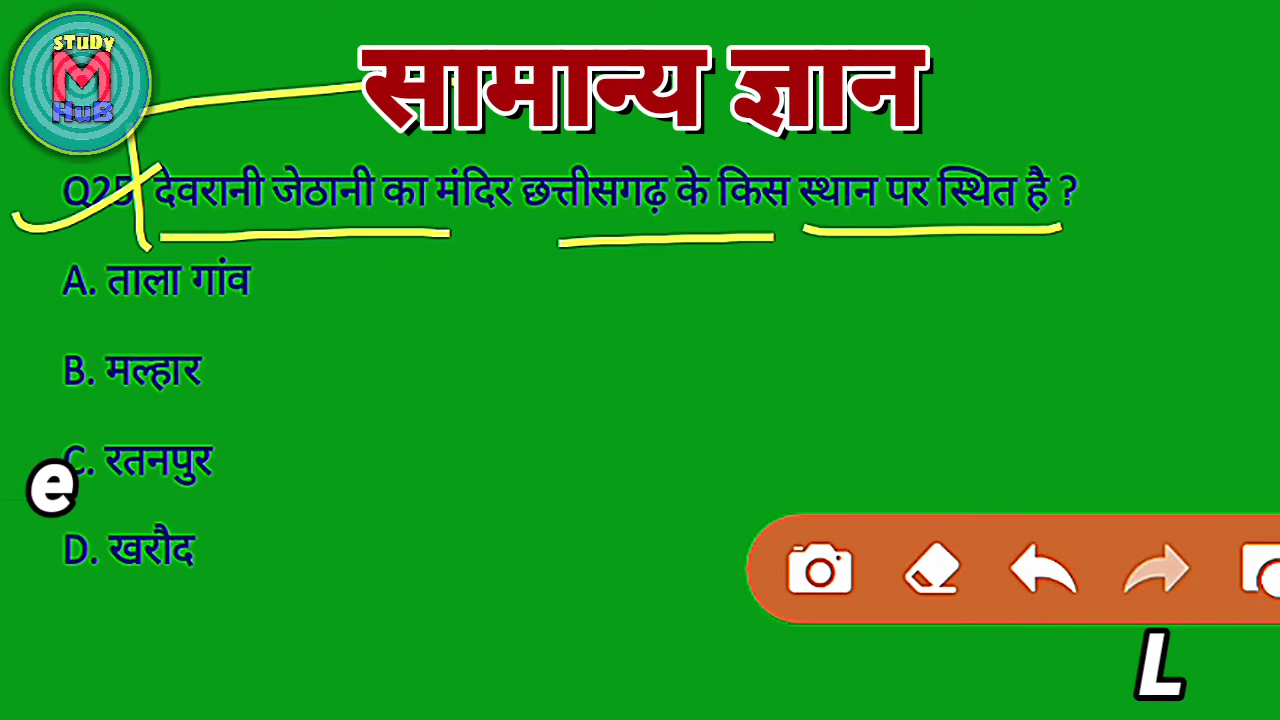 STUDY
M
HUB
सामान्य ज्ञान
Q25 देवरानी जेठानी का मंदिर छत्तीसगढ़ के किस स्थान पर स्थित है ?
A. ताला गांव
B. मल्हार
C. रतनपुर
e
D. खरौद
L